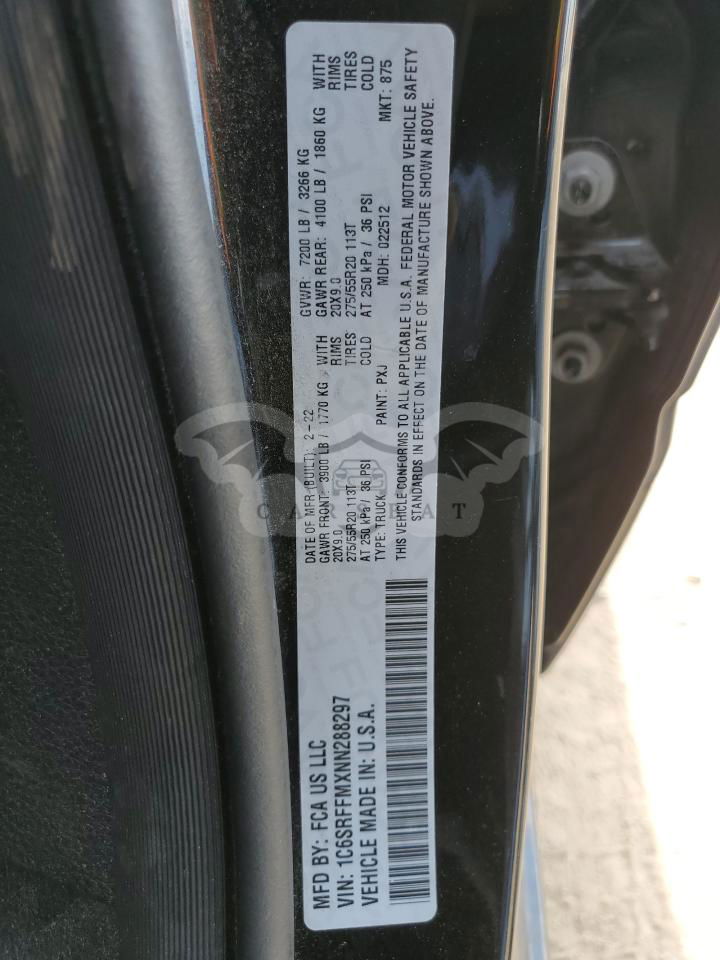 MFD BY: FCA US LLC
VIN: 1C6SRFFMXNN288297
VEHICLE MADE IN: U.S.A.
DATE OF MFR (BUILT): 2-22 GVWR: 7200 LB / 3266 KG
GAWR FRONT: 3900 LB / 1770 KG WITH GAWR REAR: 4100 LB / 1860 KG WITH
20X9.0 RIMS 20X9.0 RIMS
275/55R20 113T TIRES 275/55R20 113T TIRES
AT 250 kPa / 36 PSI COLD AT 250 kPa / 36 PSI COLD
TYPE: TRUCK PAINT: PXJ MDH: 022512 MKT: 875
THIS VEHICLE CONFORMS TO ALL APPLICABLE U.S.A. FEDERAL MOTOR VEHICLE SAFETY
STANDARDS IN EFFECT ON THE DATE OF MANUFACTURE SHOWN ABOVE.